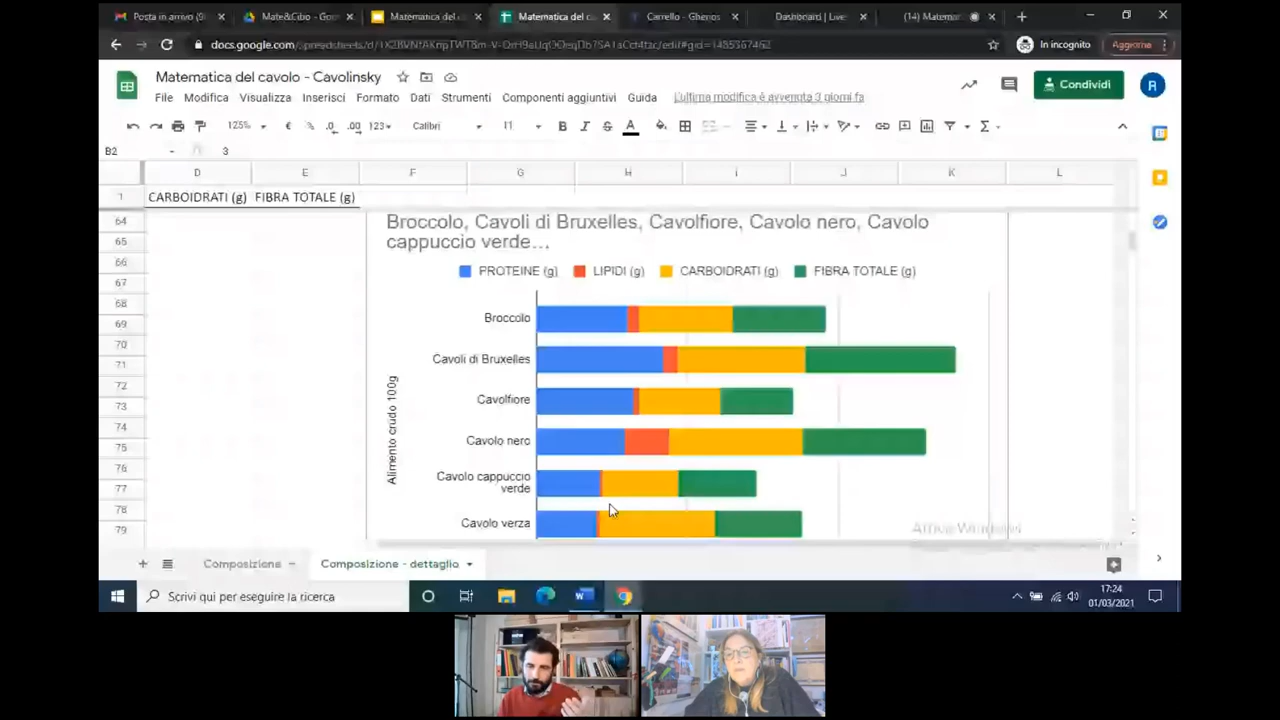 Posta in arrivo
Mate&Cibo - Goo
Matematica del c
Matematica del co
Carrello - Gherios
Dashboard | Live
(14) Matemat
docs.google.com
In incognito
Aggiorna
Matematica del cavolo - Cavolinsky
File Modifica Visualizza Inserisci Formato Dati Strumenti Componenti aggiuntivi Guida L'ultima modifica è avvenuta 3 giorni fa
Condividi
R
125% € % .0 .00 123 Calibri 11 B I S A
B2 3
D E F G H I J K L
1 CARBOIDRATI (g) FIBRA TOTALE (g)
64
65
66
67
68
69
70
71
72
73
74
75
76
77
78
79
Broccolo, Cavoli di Bruxelles, Cavolfiore, Cavolo nero, Cavolo
cappuccio verde…
PROTEINE (g) LIPIDI (g) CARBOIDRATI (g) FIBRA TOTALE (g)
Alimento crudo 100g
Broccolo
Cavoli di Bruxelles
Cavolfiore
Cavolo nero
Cavolo cappuccio
verde
Cavolo verza
Composizione
Composizione - dettaglio
Scrivi qui per eseguire la ricerca
17:24
01/03/2021